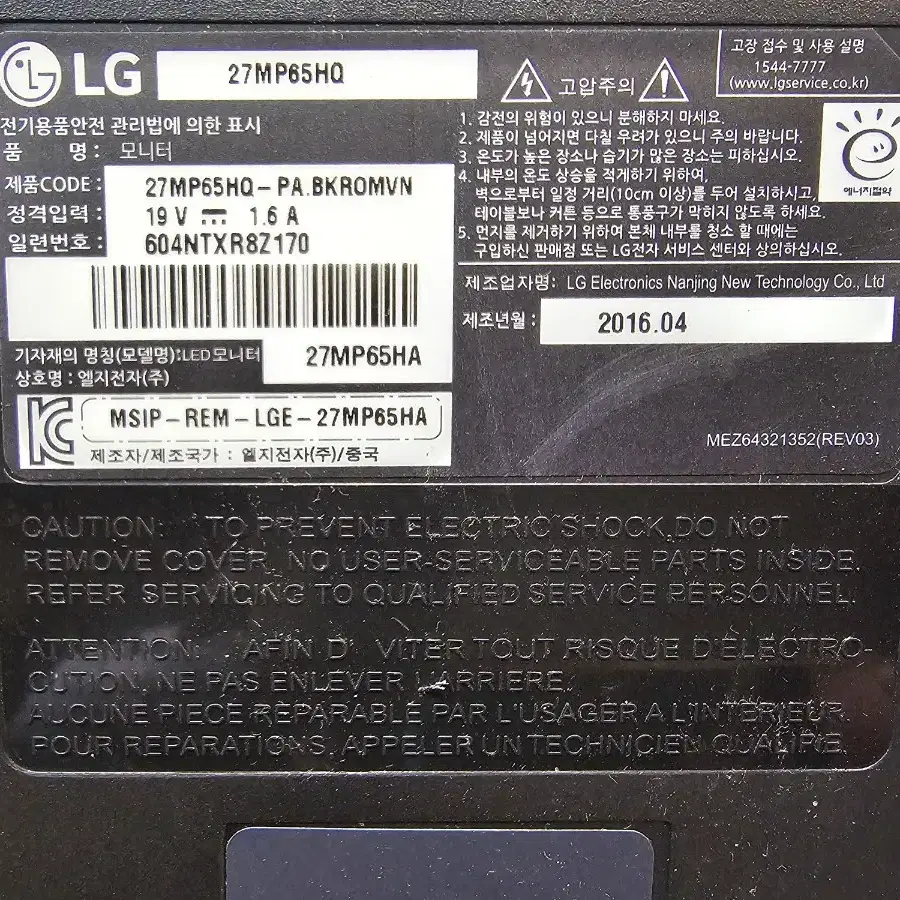 LG 27MP65HQ
전기용품안전 관리법에 의한 표시
품 명 : 모니터
제품CODE : 27MP65HQ-PA.BKROMVN
정격입력 : 19 V ⎓ 1.6 A
일련번호 : 604NTXR8Z170
기자재의 명칭(모델명):LED모니터 27MP65HA
상호명 : 엘지전자(주)
MSIP-REM-LGE-27MP65HA
제조자/제조국가 : 엘지전자(주)/중국
고압주의
고장 접수 및 사용 설명
1544-7777
(www.lgservice.co.kr)
1. 감전의 위험이 있으니 분해하지 마세요.
2. 제품이 넘어지면 다칠 우려가 있으니 주의 바랍니다.
3. 온도가 높은 장소나 습기가 많은 장소는 피하십시오.
4. 내부의 온도 상승을 적게하기 위하여,
벽으로부터 일정 거리(10cm 이상)를 두어 설치하시고,
테이블보나 커튼 등으로 통풍구가 막히지 않도록 하세요.
5. 먼지를 제거하기 위하여 본체 내부를 청소 할 때에는
구입하신 판매점 또는 LG전자 서비스 센터와 상의하십시오.
에너지절약
제조업자명: LG Electronics Nanjing New Technology Co., Ltd
제조년월 : 2016.04
MEZ64321352(REV03)
CAUTION: TO PREVENT ELECTRIC SHOCK,DO NOT
REMOVE COVER. NO USER-SERVICEABLE PARTS INSIDE.
REFER SERVICING TO QUALIFIED SERVICE PERSONNEL.
ATTENTION: AFIN D' VITER TOUT RISQUE D'ELECTRO-
CUTION, NE PAS ENLEVER L'ARRIERE.
AUCUNE PIECE REPARABLE PAR L'USAGER A L'INTERIEUR.
POUR REPARATIONS, APPELER UN TECHNICIEN QUALIFIE.